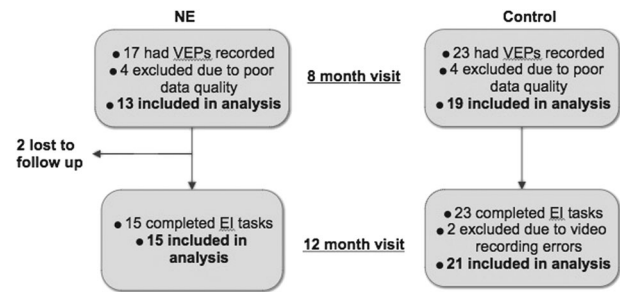 NE
Control
• 17 had VEPs recorded
• 4 excluded due to poor
data quality
• 13 included in analysis
8 month visit
• 23 had VEPs recorded
• 4 excluded due to poor
data quality
• 19 included in analysis
2 lost to
follow up
• 15 completed EI tasks
• 15 included in
analysis
12 month visit
• 23 completed EI tasks
• 2 excluded due to video
recording errors
• 21 included in analysis